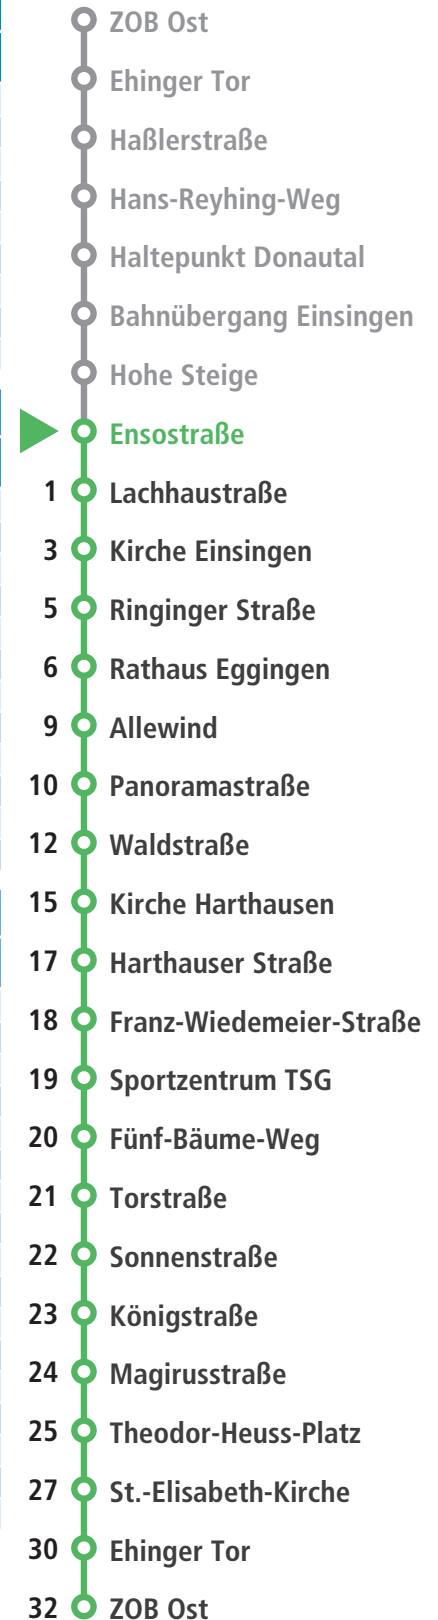 ZOB Ost
Ehinger Tor
Haßlerstraße
Hans-Reyhing-Weg
Haltepunkt Donautal
Bahnübergang Einsingen
Hohe Steige
Ensostraße
1 Lachhaustraße
3 Kirche Einsingen
5 Ringinger Straße
6 Rathaus Eggingen
9 Allewind
10 Panoramastraße
12 Waldstraße
15 Kirche Harthausen
17 Harthauser Straße
18 Franz-Wiedemeier-Straße
19 Sportzentrum TSG
20 Fünf-Bäume-Weg
21 Torstraße
22 Sonnenstraße
23 Königstraße
24 Magirusstraße
25 Theodor-Heuss-Platz
27 St.-Elisabeth-Kirche
30 Ehinger Tor
32 ZOB Ost